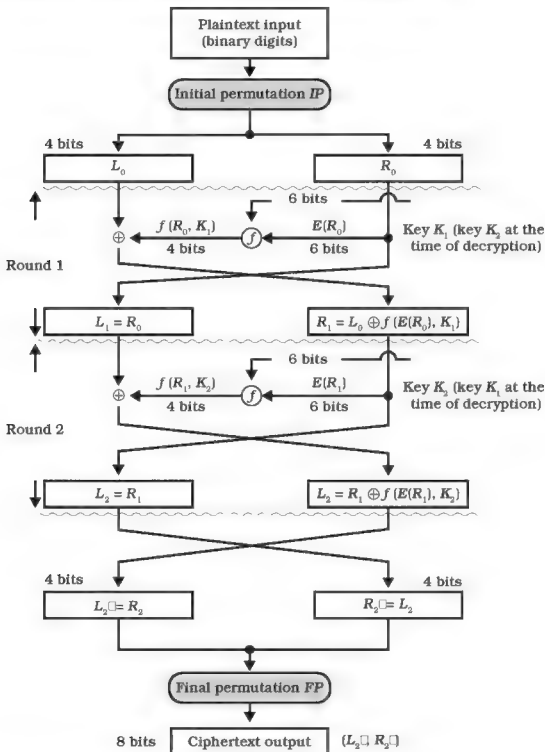 Plaintext input
(binary digits)
Initial permutation IP
4 bits
4 bits
L₀
R₀
6 bits
f (R₀, K₁)
E(R₀)
⊕
f
4 bits
6 bits
Key K₁ (key K₂ at the
time of decryption)
Round 1
L₁ = R₀
R₁ = L₀ ⊕ f (E(R₀), K₁)
6 bits
f (R₁, K₂)
E(R₁)
⊕
f
4 bits
6 bits
Key K₂ (key K₁ at the
time of decryption)
Round 2
L₂ = R₁
L₂ = R₁ ⊕ f (E(R₁), K₂)
4 bits
4 bits
L₂□= R₂
R₂□= L₂
Final permutation FP
8 bits
Ciphertext output
(L₂□, R₂□)